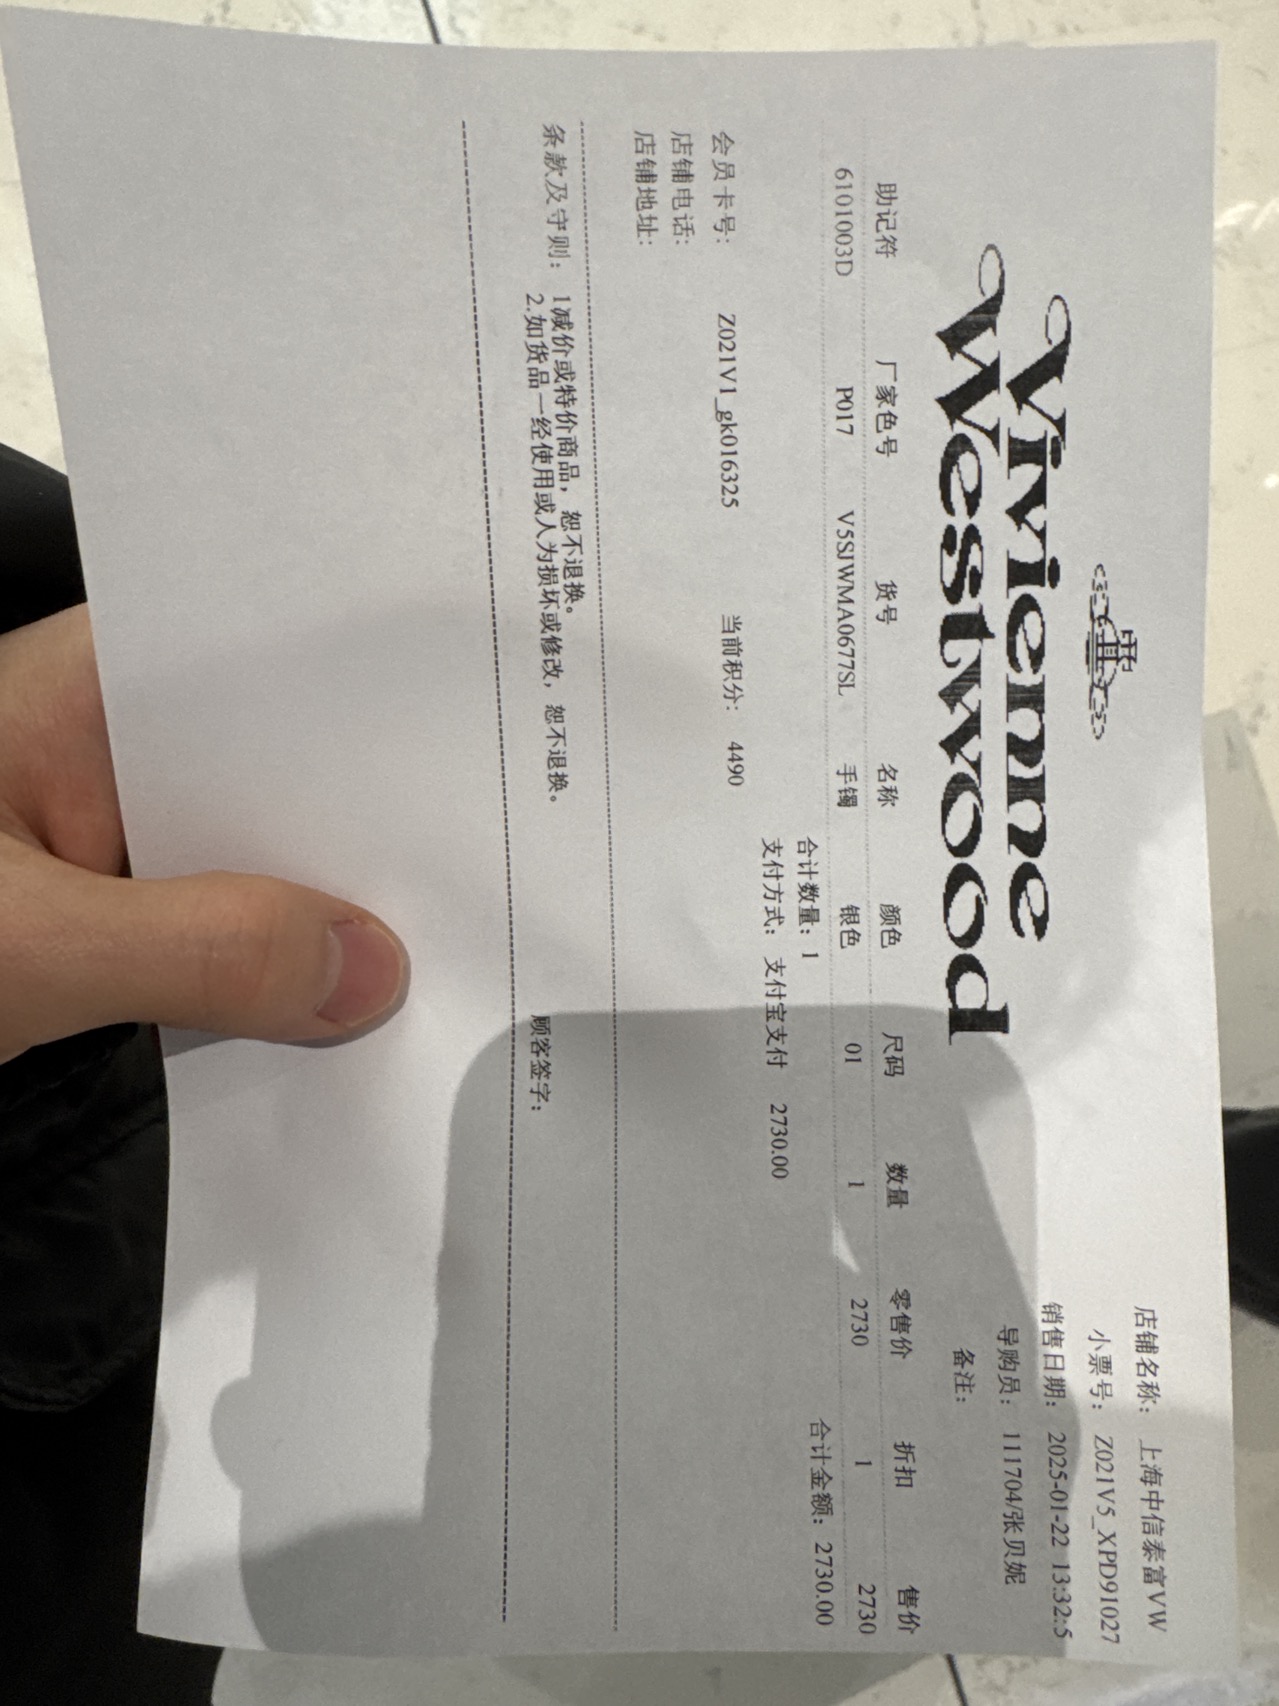 Vivienne
Westwood
店铺名称: 上海中信泰富VW
小票号: Z021V5_XPD91027
销售日期: 2025-01-22 13:32:5
导购员: 111704/张贝妮
备注:
助记符 厂家色号 货号 名称 颜色 尺码 数量 零售价 折扣 售价
6101003D P017 V5SJWMA0677SL 手镯 银色 01 1 2730 1 2730
合计数量: 1 合计金额: 2730.00
支付方式: 支付宝支付 2730.00
会员卡号: Z021V1_gk016325 当前积分: 4490
店铺电话:
店铺地址:
条款及守则: 1减价或特价商品, 恕不退换。
2.如货品一经使用或人为损坏或修改, 恕不退换。
顾客签字: